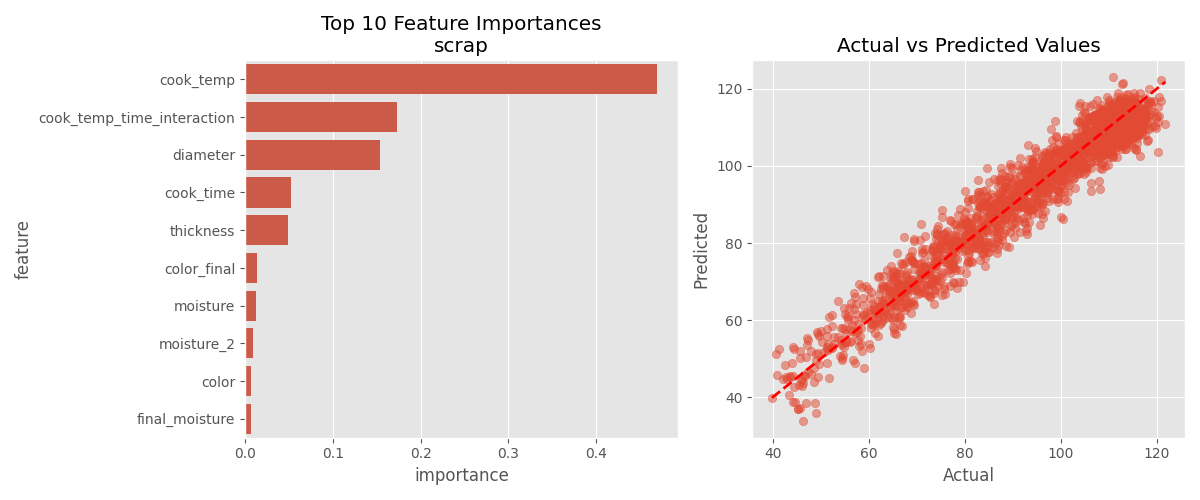 Top 10 Feature Importances
scrap
feature
cook_temp
cook_temp_time_interaction
diameter
cook_time
thickness
color_final
moisture
moisture_2
color
final_moisture
0.0 0.1 0.2 0.3 0.4
importance
Actual vs Predicted Values
Predicted
120
100
80
60
40
40 60 80 100 120
Actual